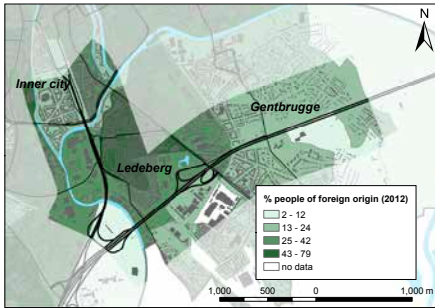 N
Inner city
Gentbrugge
Ledeberg
% people of foreign origin (2012)
2 - 12
13 - 24
25 - 42
43 - 79
no data
1,000 500 0 1,000 m